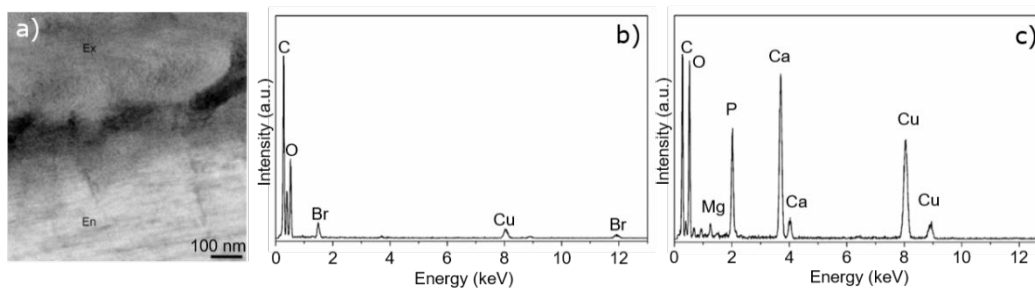 a)
Ex
En
100 nm
b)
Intensity (a.u.)
C
O
Br
Cu
Br
0 2 4 6 8 10 12
Energy (keV)
c)
Intensity (a.u.)
C
O
Mg
P
Ca
Ca
Cu
Cu
0 2 4 6 8 10 12
Energy (keV)